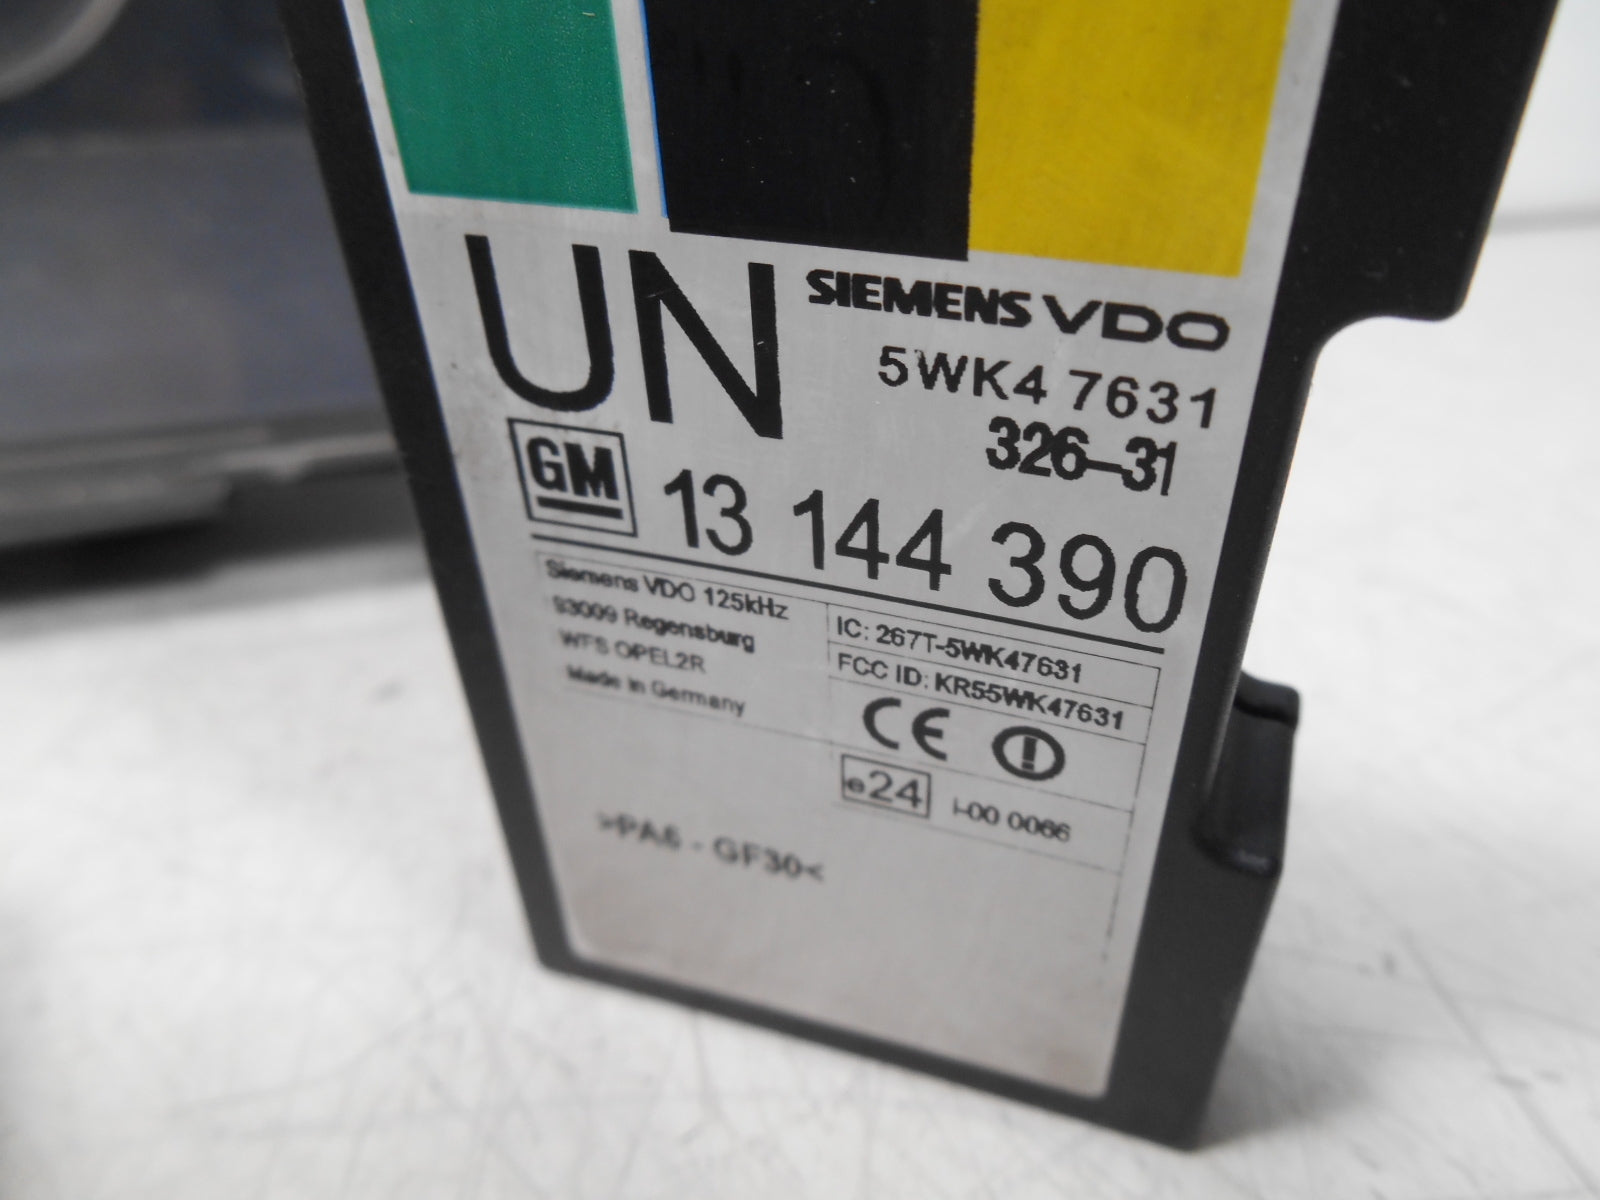 UN
SIEMENS VDO
5WK4 7631
326-31
GM
13 144 390
Siemens VDO 125kHz
93009 Regensburg
WFS OPEL2R
Made in Germany
IC: 267T-5WK47631
FCC ID: KR55WK47631
CE
e24 I-00 0066
>PA6 - GF30<